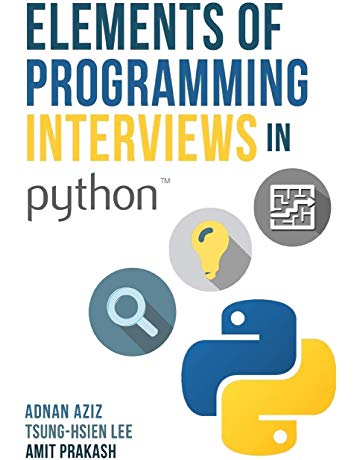 ELEMENTS OF
PROGRAMMING
INTERVIEWS IN
python™
ADNAN AZIZ
TSUNG-HSIEN LEE
AMIT PRAKASH